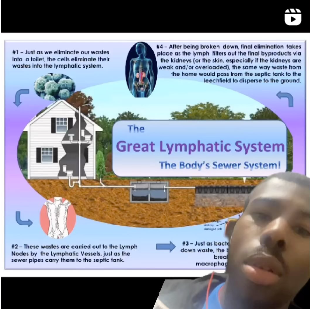 #1 – Just as we eliminate our wastes
into a toilet, the cells eliminate their
wastes into the lymphatic system.
#4 – After being broken down, final elimination takes
place as the lymph filters out the final byproducts via
the kidneys (or the skin, especially if the kidneys are
weak and/or overloaded), the same way waste from
the home would pass from the septic tank to the
leechfield to disperse to the ground.
The
Great Lymphatic System
The Body's Sewer System!
#2 – These wastes are carried out to the Lymph
Nodes by the Lymphatic Vessels, just as the
sewer pipes carry them to the septic tank.
#3 – Just as bact
down waste, the
brea
macropha